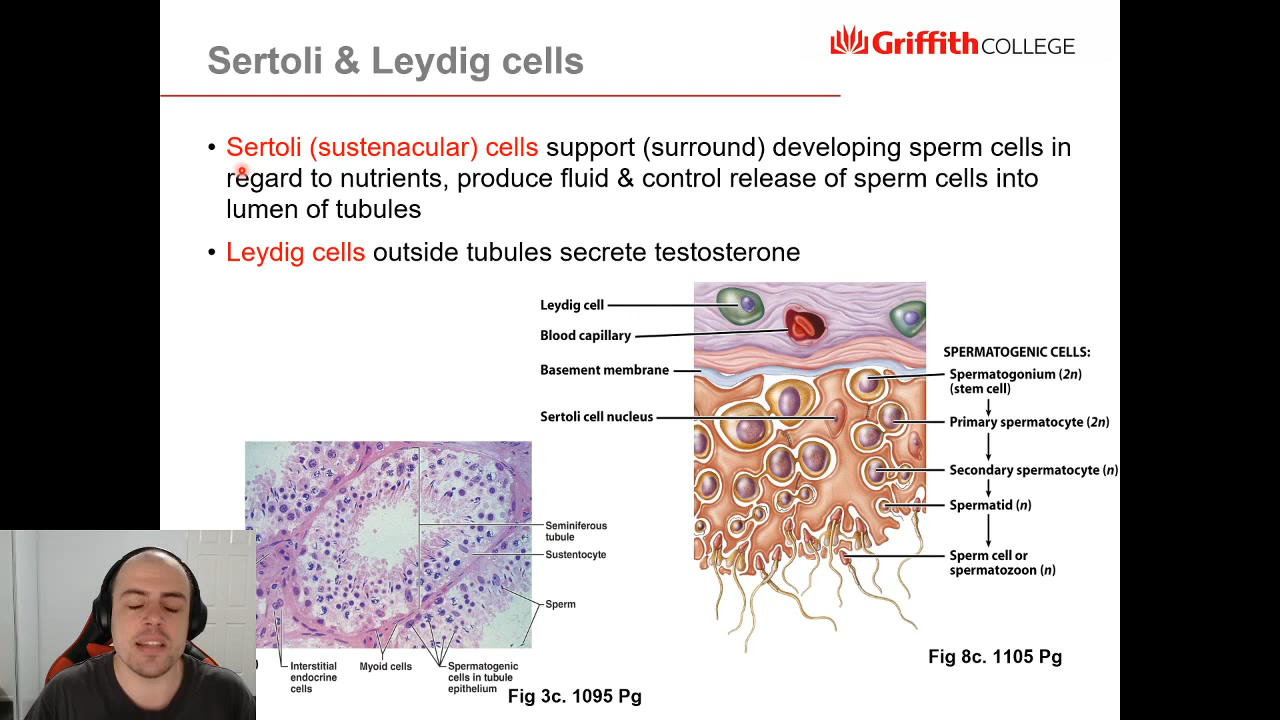 Sertoli & Leydig cells
Griffith COLLEGE
• Sertoli (sustenacular) cells support (surround) developing sperm cells in
regard to nutrients, produce fluid & control release of sperm cells into
lumen of tubules
• Leydig cells outside tubules secrete testosterone
Leydig cell
Blood capillary
Basement membrane
Sertoli cell nucleus
SPERMATOGENIC CELLS:
Spermatogonium (2n)
(stem cell)
Primary spermatocyte (2n)
Secondary spermatocyte (n)
Spermatid (n)
Sperm cell or
spermatozoon (n)
Fig 8c. 1105 Pg
Seminiferous
tubule
Sustentocyte
Sperm
Interstitial
endocrine
cells
Myoid cells
Spermatogenic
cells in tubule
epithelium
Fig 3c. 1095 Pg